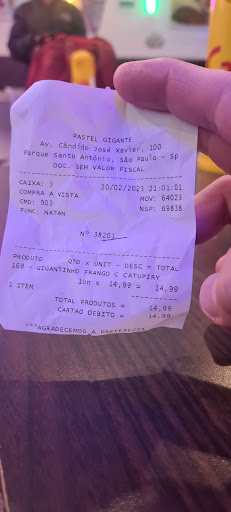 PASTEL GIGANTE
Av. Cândido José Xavier, 100
Parque Santo Antônio, são Paulo - sp
DOC. SEM VALOR FISCAL
CAIXA: 3 20/02/2023 21:01:01
COMPRA A VISTA MOV: 64023
CMD: 903 NSP: 69838
FUNC: NATAN
Nº 38203
PRODUTO QTD X UNIT - DESC = TOTAL
168 - GIGANTINHO FRANGO C CATUPIRY
1un x 14,99 = 14,99
1 ITEM
TOTAL PRODUTOS = 14,99
CARTAO DEBITO = 14,99
***AGRADECEMOS A PREFERENCIA